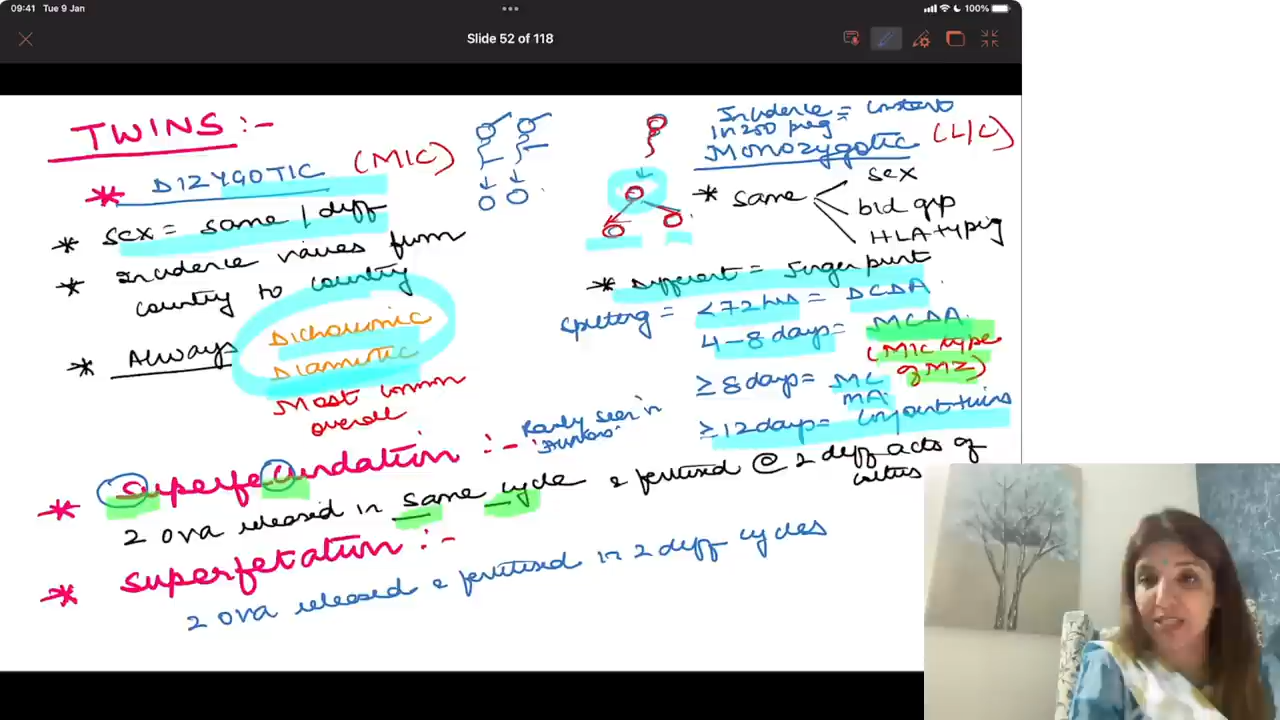 09:41 Tue 9 Jan
100%
Slide 52 of 118
TWINS :-
* DIZYGOTIC (M/C)
* sex = same / diff
* Incidence varies from
country to country
* Always Dichorionic
Diamniotic
Most common
overall
Incidence = constant
1 in 250 preg
Monozygotic (L/C)
* same
sex
bld grp
HLA typing
* Different = finger print
Splitting = <72 hrs = DCDA
4-8 days = MCDA
(M/C type
of MZ)
≥ 8 days = MC
MA
≥ 12 days = Conjoint twins
* Superfecundation :- Rarely seen in
humans
2 ova released in same cycle & fertilised @ 2 diff acts of
coitus
* Superfetation :-
2 ova released & fertilised in 2 diff cycles